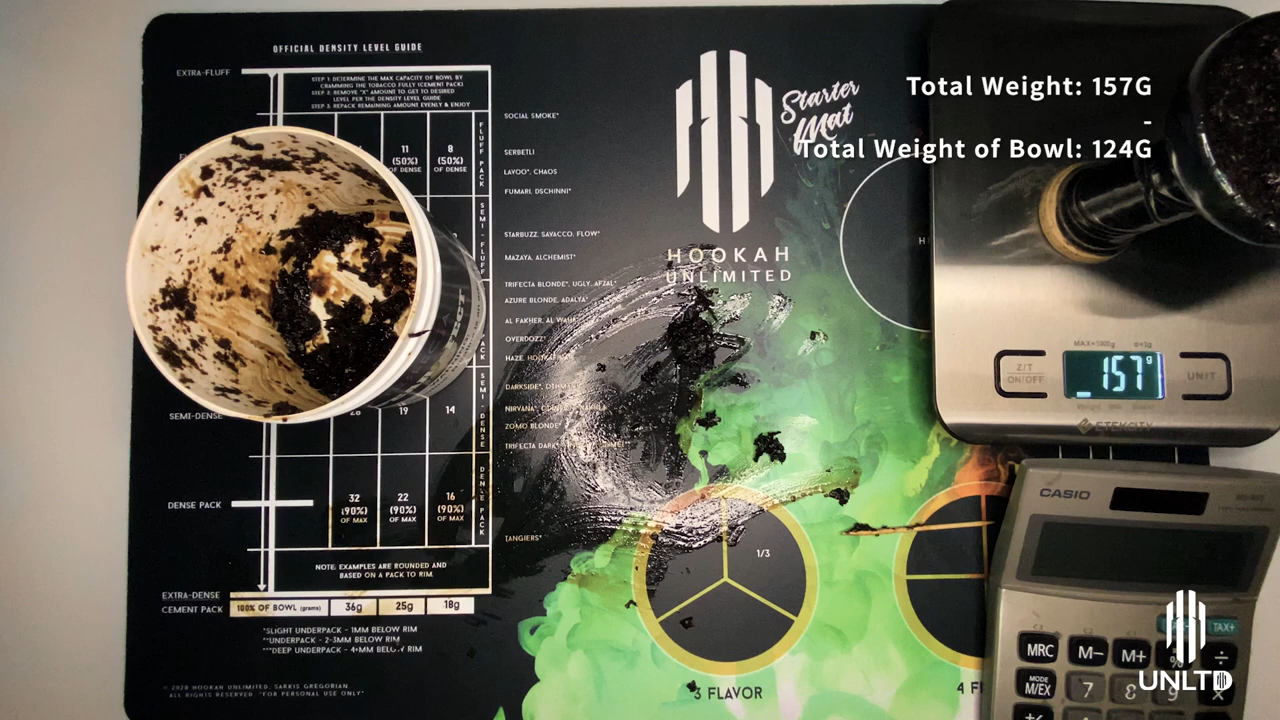 OFFICIAL DENSITY LEVEL GUIDE
EXTRA-FLUFF
STEP 1: DETERMINE THE MAX CAPACITY OF BOWL BY
CRAMMING THE TOBACCO FULLY (CEMENT PACK)
STEP 2: REMOVE "X" AMOUNT TO GET TO DESIRED
LEVEL PER THE DENSITY LEVEL GUIDE
STEP 3: REPACK REMAINING AMOUNT EVENLY & ENJOY
11
(50%)
OF DENSE
8
(50%)
OF DENSE
FLUFF PACK
SEMI - FLUFF
SEMI-DENSE
19
14
SEMI - DENSE
DENSE PACK
32
(90%)
OF MAX
22
(90%)
OF MAX
16
(90%)
OF MAX
DENSE PACK
NOTE: EXAMPLES ARE ROUNDED AND
BASED ON A PACK TO RIM
EXTRA-DENSE
CEMENT PACK
100% OF BOWL (grams)
36g
25g
18g
*SLIGHT UNDERPACK - 1MM BELOW RIM
**UNDERPACK - 2-3MM BELOW RIM
***DEEP UNDERPACK - 4+MM BELOW RIM
© 2020 HOOKAH UNLIMITED, SARKIS GREGORIAN
ALL RIGHTS RESERVED *FOR PERSONAL USE ONLY*
SOCIAL SMOKE*
SERBETLI
LAVOO*, CHAOS
FUMARI, DSCHINNI*
STARBUZZ, SAVACCO, FLOW*
MAZAYA, ALCHEMIST*
TRIFECTA BLONDE*, UGLY, AFZAL*
AZURE BLONDE, ADALYA*
AL FAKHER, AL
OVERDOZZ*
HAZE,
DARKSIDE*,
NIRVANA*,
ZOMO BLONDE*
TRIFECTA DARK*
TANGIERS*
HOOKAH
UNLIMITED
Starter
Mat
1/3
3 FLAVOR
Total Weight: 157G
-
Total Weight of Bowl: 124G
MAX=5000g d=1g
Z/T
ON/OFF
157g
UNIT
ETEKCITY
CASIO
TAX+
MRC
M−
M+
%
÷
MODE
M/EX
7
8
9
X
UNLTD